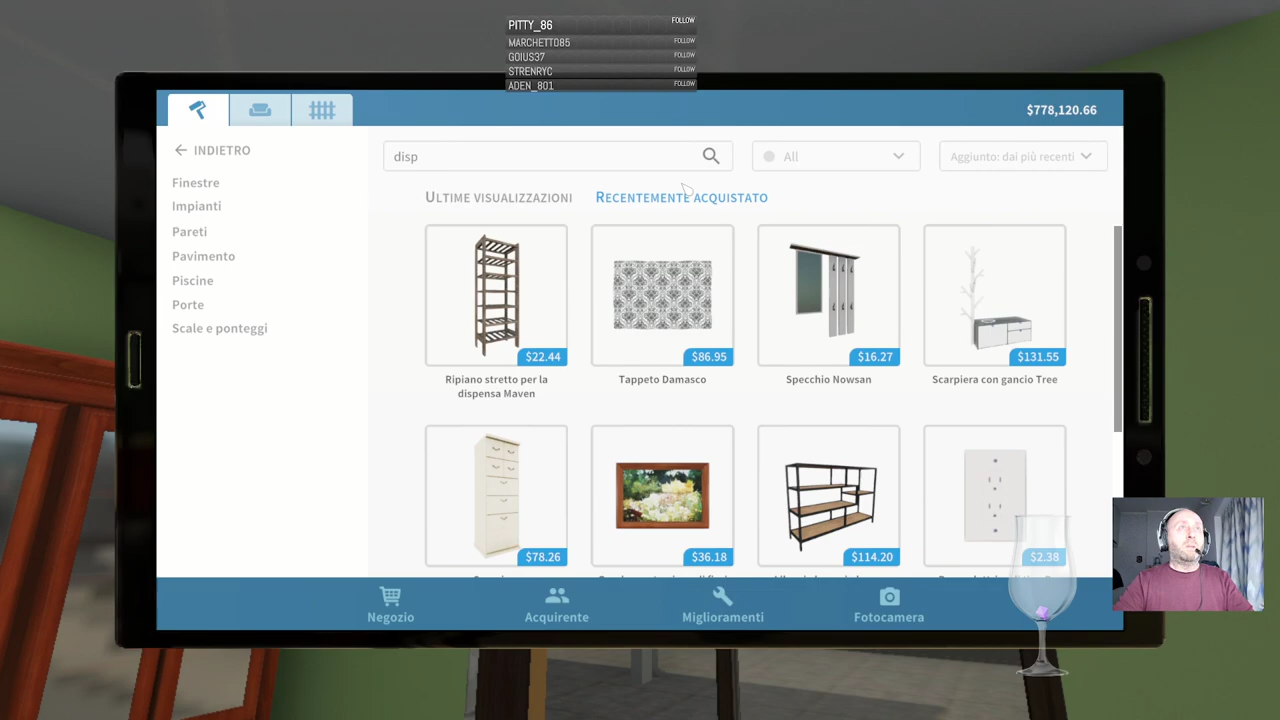 PITTY_86 FOLLOW
MARCHETTO85 FOLLOW
GOIUS37 FOLLOW
STRENRYC FOLLOW
ADEN_801 FOLLOW
$778,120.66
INDIETRO
disp
All
Aggiunto: dai più recenti
Finestre
Impianti
Pareti
Pavimento
Piscine
Porte
Scale e ponteggi
ULTIME VISUALIZZAZIONI
RECENTEMENTE ACQUISTATO
$22.44
$86.95
$16.27
$131.55
Ripiano stretto per la
dispensa Maven
Tappeto Damasco
Specchio Nowsan
Scarpiera con gancio Tree
$78.26
$36.18
$114.20
$2.38
Negozio
Acquirente
Miglioramenti
Fotocamera